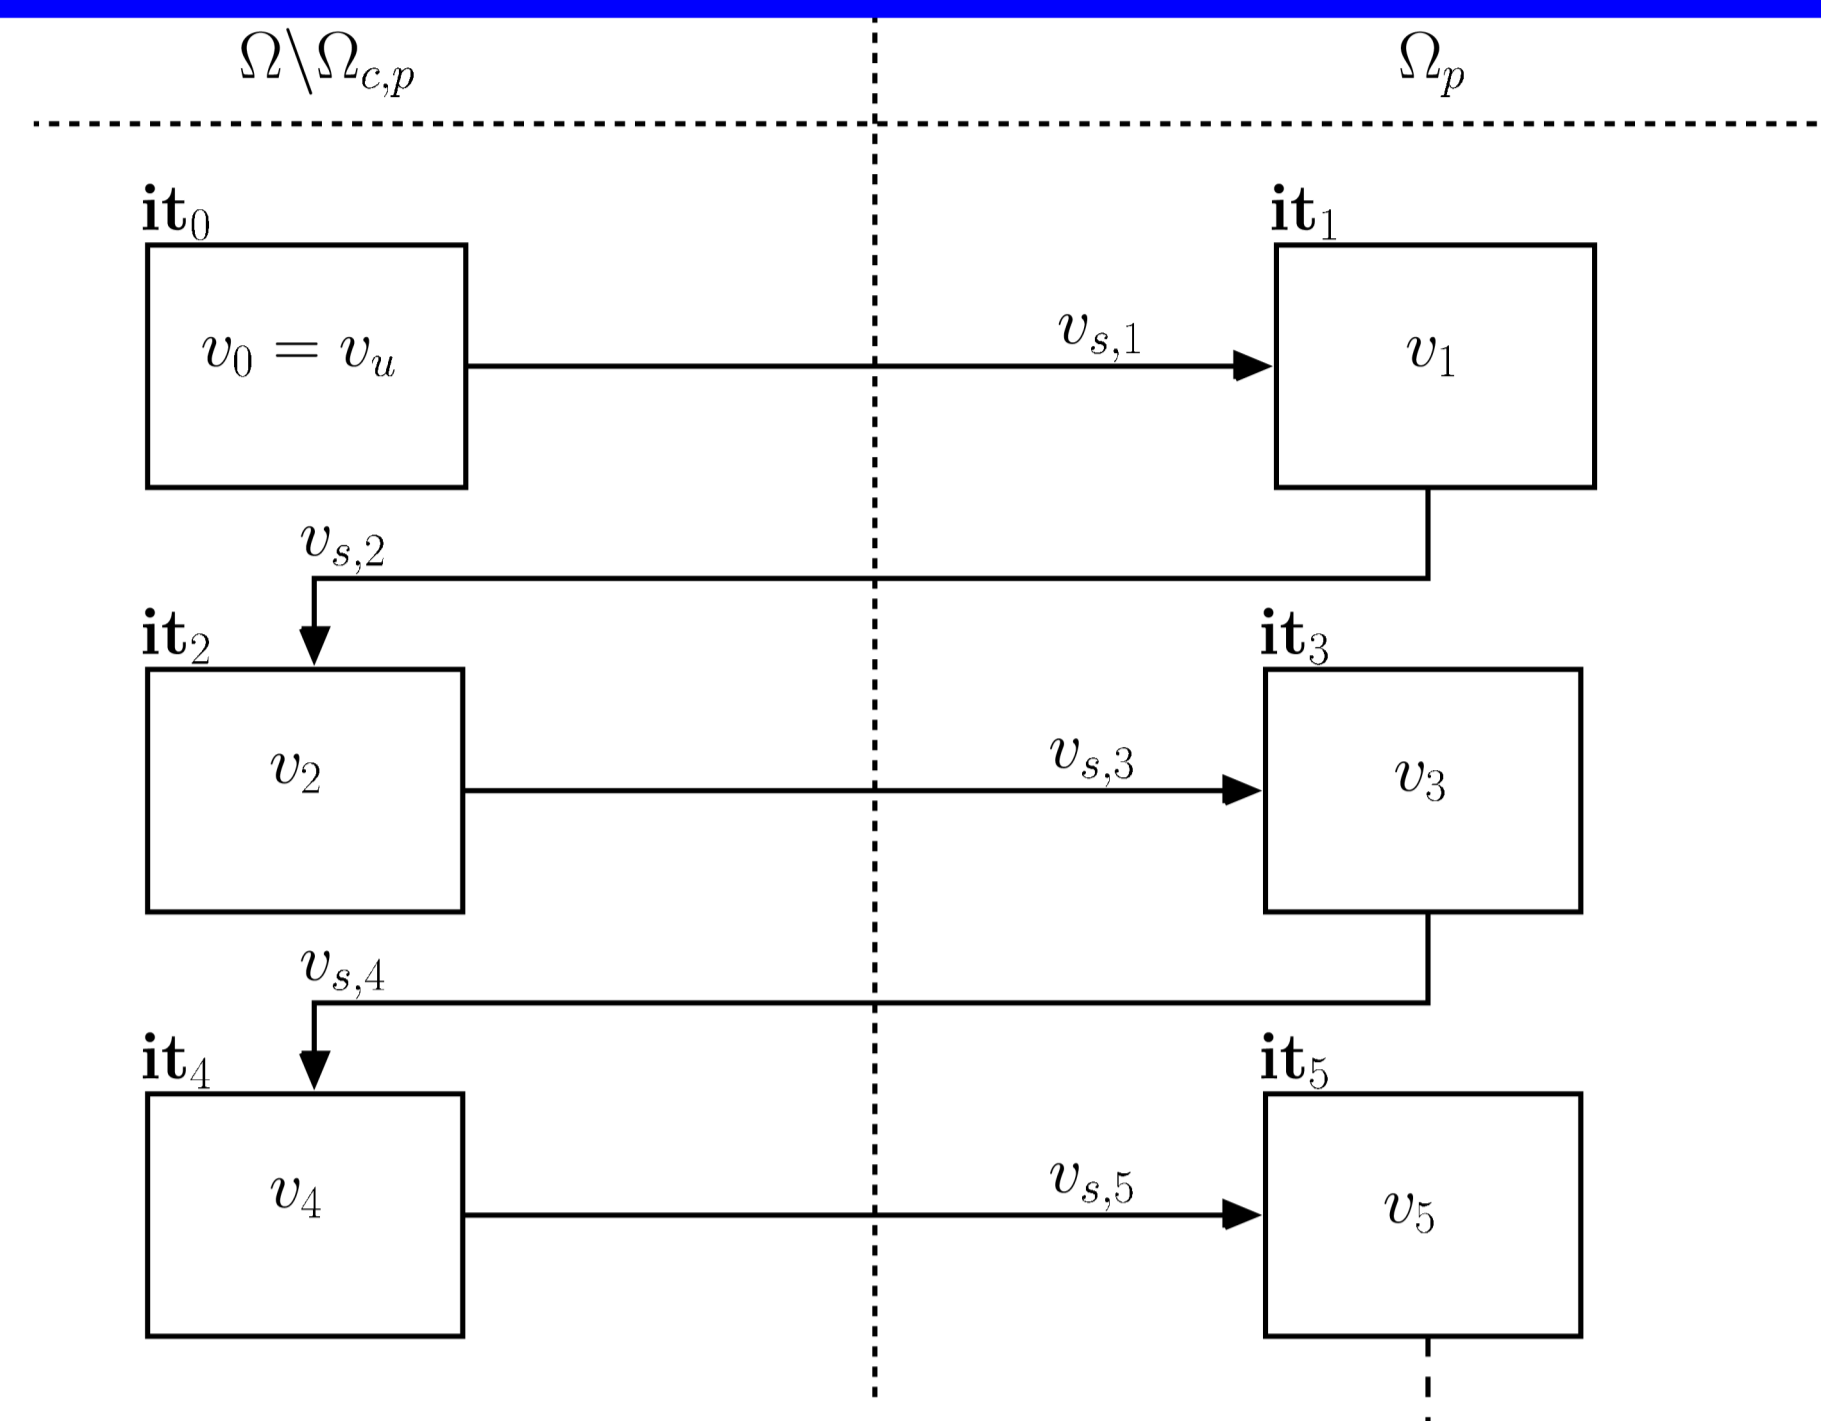 Ω\Ω_{c,p} Ω_p
it_0 it_1
v_0 = v_u v_{s,1} v_1
v_{s,2}
it_2 it_3
v_2 v_{s,3} v_3
v_{s,4}
it_4 it_5
v_4 v_{s,5} v_5